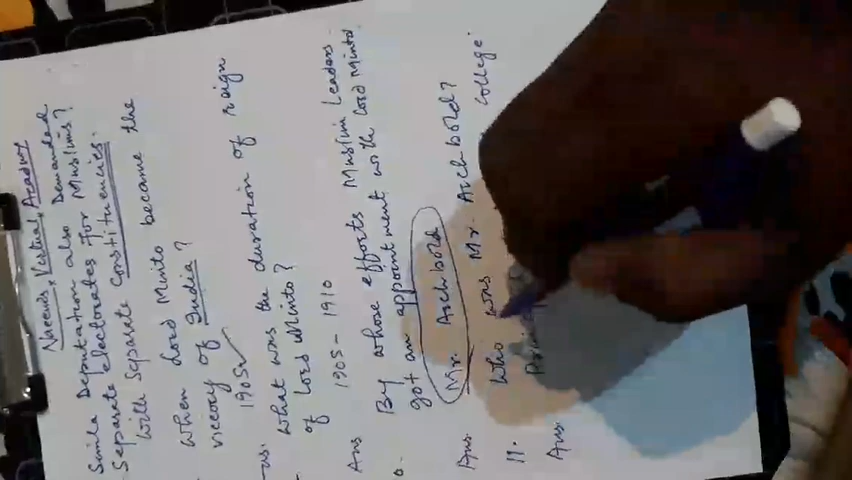 Naeem's Virtual Academy
Simla Deputation also Demanded
Separate electorates for Muslims?
with separate constituencies.
when Lord Minto became the
viceroy of India?
1905
what was the duration of reign
of Lord Minto?
Ans 1905 - 1910
By whose efforts Muslim Leaders
got an appointment with Lord Minto
Ans. Mr. Archbold
11. who was Mr. Archbold?
Ans. College